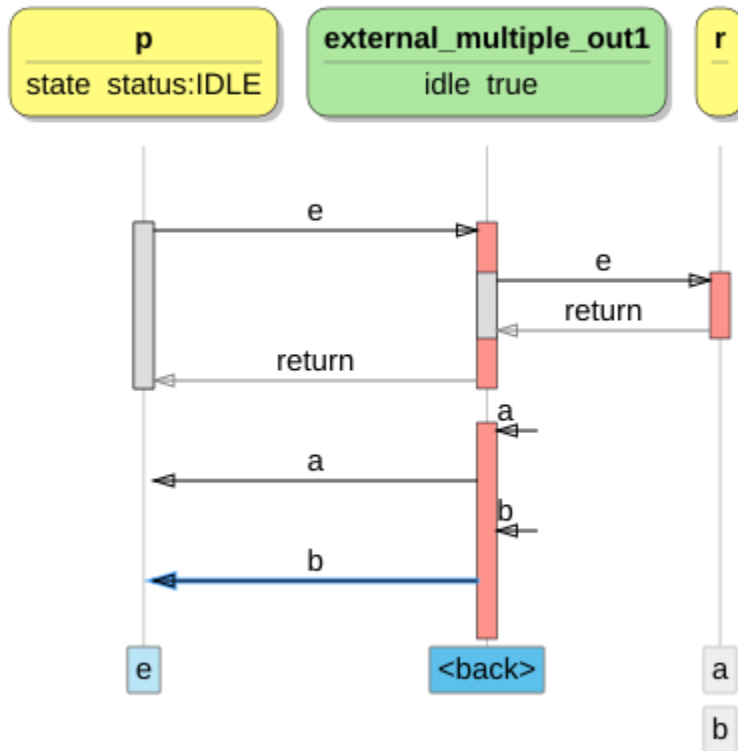 p
state status:IDLE
external_multiple_out1
idle true
r
e
e
return
return
a
a
b
b
e
<back>
a
b